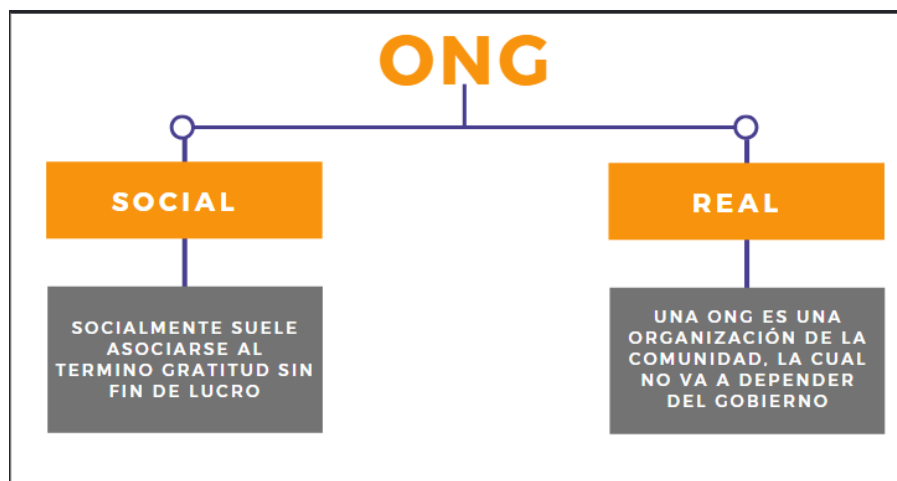 ONG
SOCIAL
SOCIALMENTE SUELE
ASOCIARSE AL
TERMINO GRATITUD SIN
FIN DE LUCRO
REAL
UNA ONG ES UNA
ORGANIZACIÓN DE LA
COMUNIDAD, LA CUAL
NO VA A DEPENDER
DEL GOBIERNO